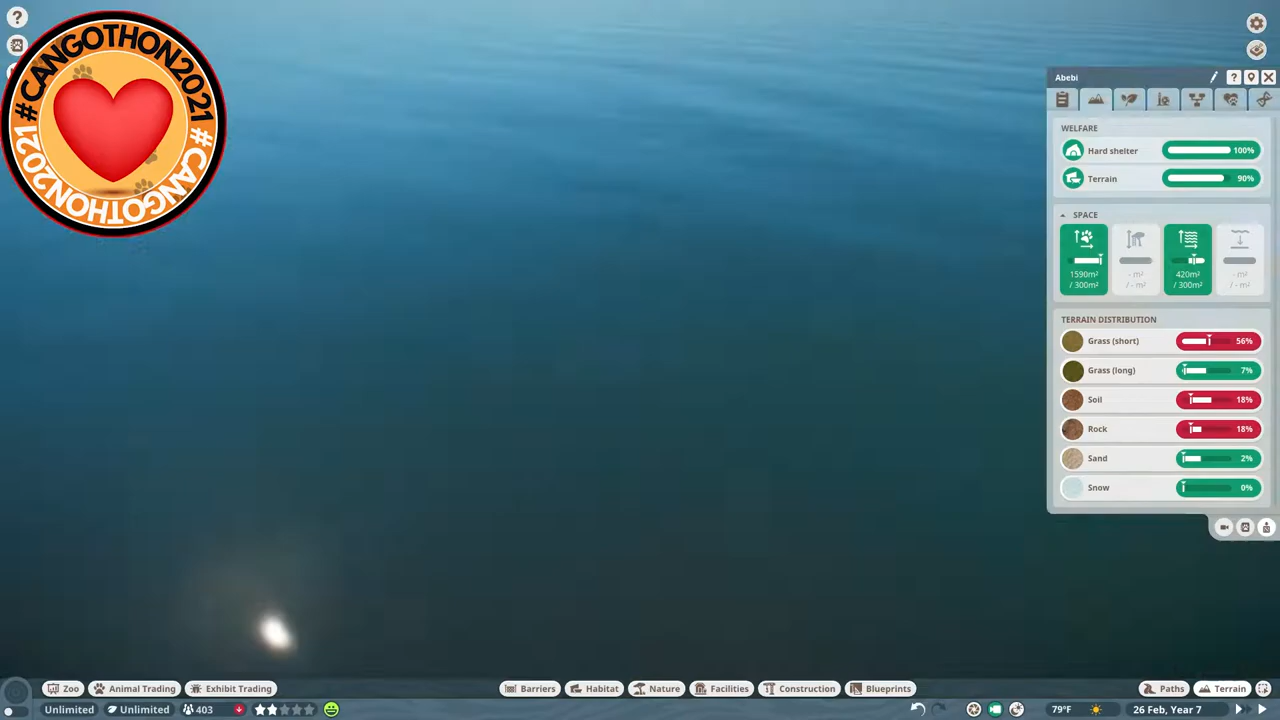 ?
#CANGOTHON2021
#CANGOTHON2021
Abebi
?
WELFARE
Hard shelter 100%
Terrain 90%
SPACE
1590m² / 300m²
- m² / - m²
420m² / 300m²
- m² / - m²
TERRAIN DISTRIBUTION
Grass (short) 56%
Grass (long) 7%
Soil 18%
Rock 18%
Sand 2%
Snow 0%
Zoo Animal Trading Exhibit Trading Barriers Habitat Nature Facilities Construction Blueprints Paths Terrain
Unlimited Unlimited 403 79°F 26 Feb, Year 7